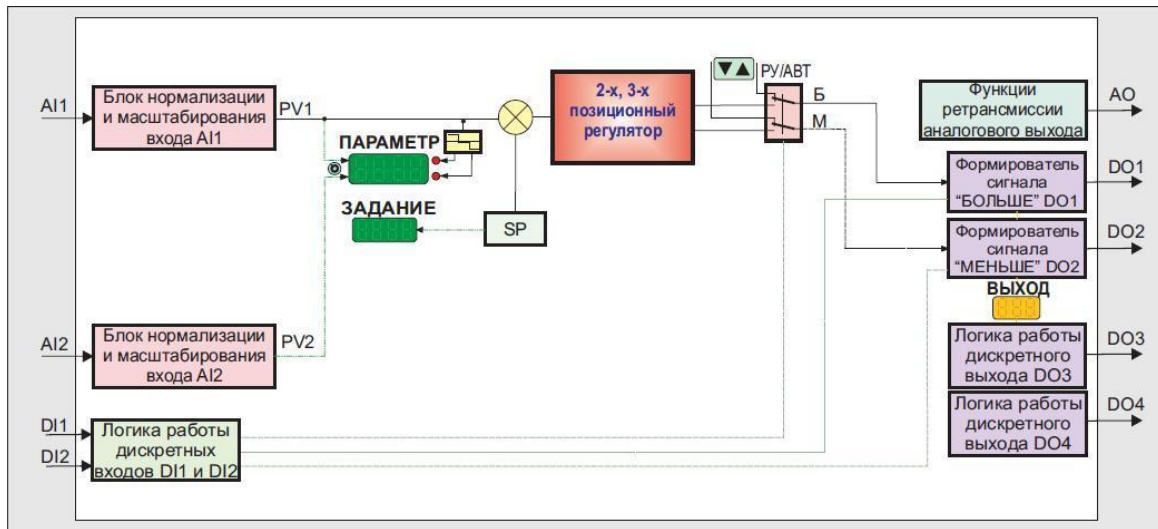 AI1
Блок нормализации
и масштабирования
входа AI1
PV1
ПАРАМЕТР
ЗАДАНИЕ
SP
2-х, 3-х
позиционный
регулятор
РУ/АВТ
Б
М
Функции
ретрансмиссии
аналогового выхода
AO
Формирователь
сигнала
“БОЛЬШЕ” DO1
DO1
Формирователь
сигнала
“МЕНЬШЕ” DO2
DO2
ВЫХОД
AI2
Блок нормализации
и масштабирования
входа AI2
PV2
Логика работы
дискретного
выхода DO3
DO3
Логика работы
дискретного
выхода DO4
DO4
DI1
DI2
Логика работы
дискретных
входов DI1 и DI2